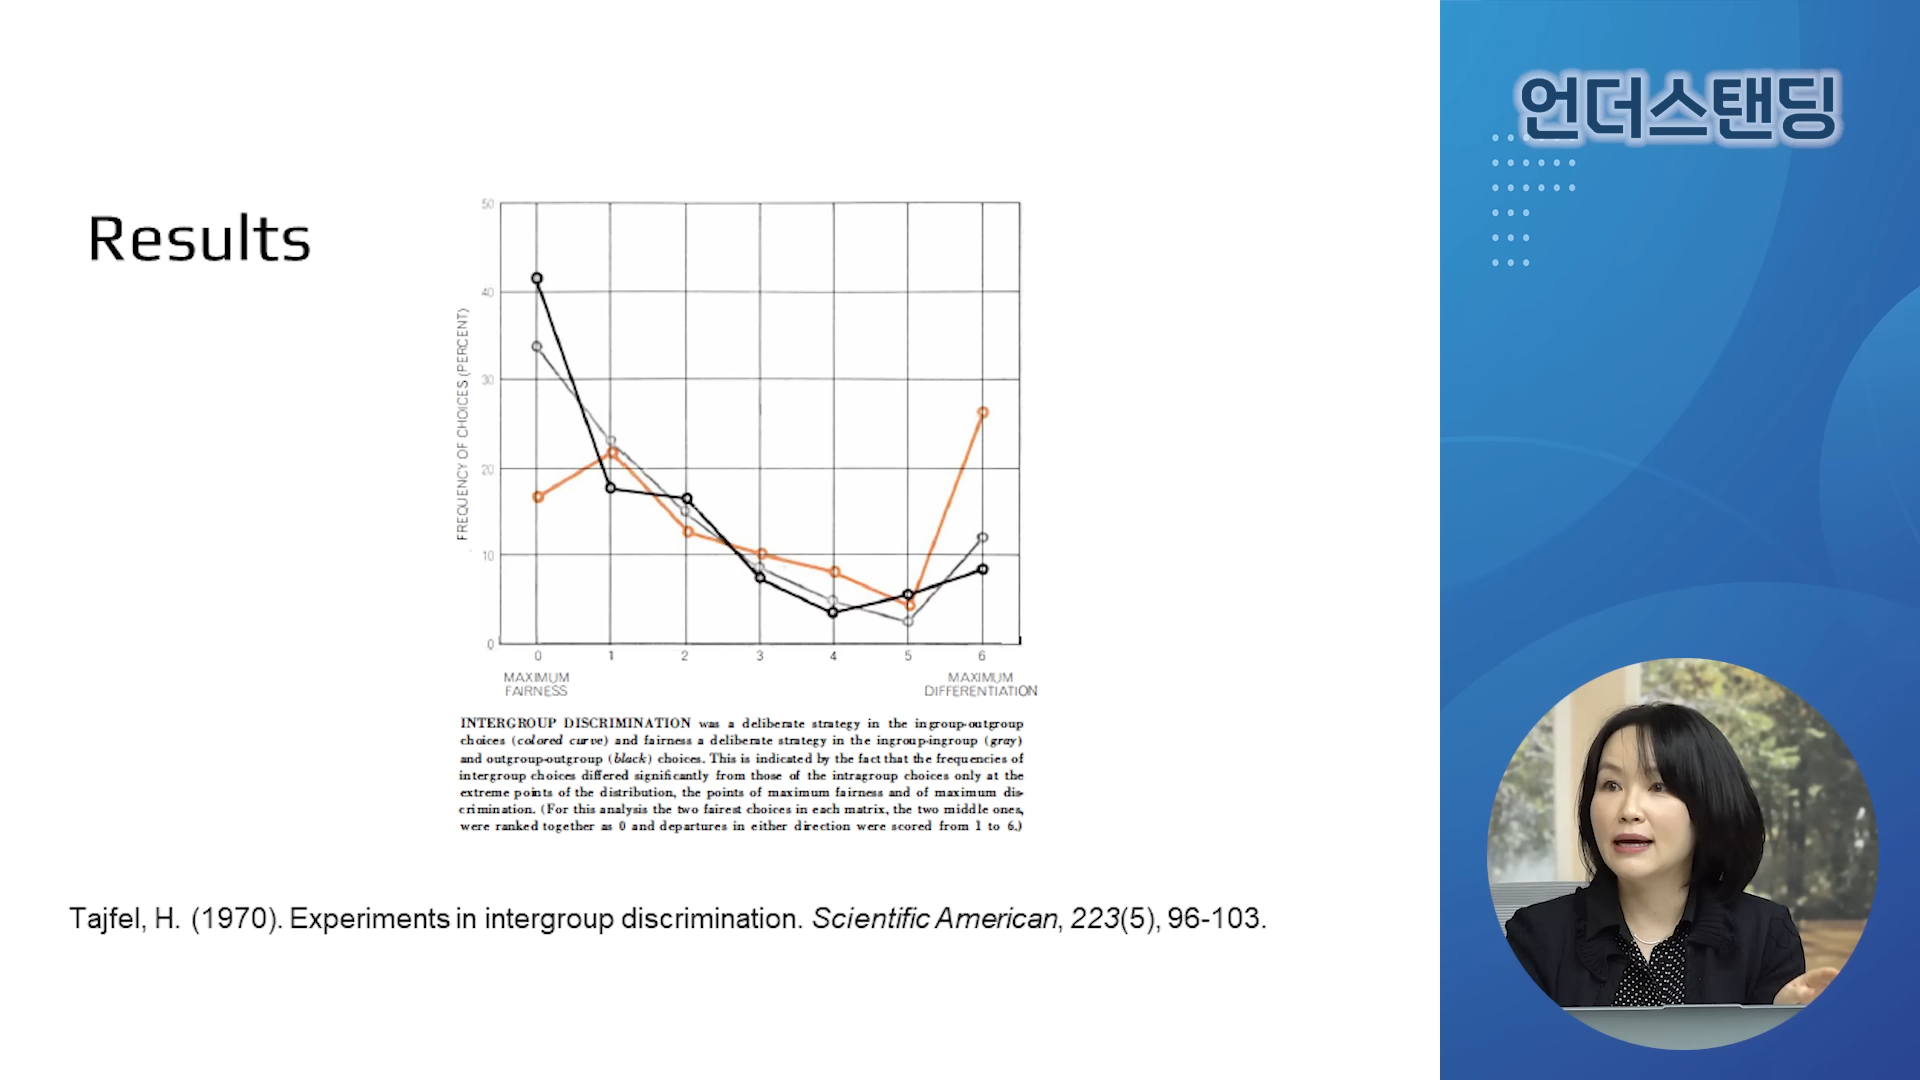 언더스탠딩
Results
FREQUENCY OF CHOICES (PERCENT)
50
40
30
20
10
0
0 1 2 3 4 5 6
MAXIMUM FAIRNESS
MAXIMUM DIFFERENTIATION
INTERGROUP DISCRIMINATION was a deliberate strategy in the ingroup-outgroup
choices (colored curve) and fairness a deliberate strategy in the ingroup-ingroup (gray)
and outgroup-outgroup (black) choices. This is indicated by the fact that the frequencies of
intergroup choices differed significantly from those of the intragroup choices only at the
extreme points of the distribution, the points of maximum fairness and of maximum dis-
crimination. (For this analysis the two fairest choices in each matrix, the two middle ones,
were ranked together as 0 and departures in either direction were scored from 1 to 6.)
Tajfel, H. (1970). Experiments in intergroup discrimination. Scientific American, 223(5), 96-103.